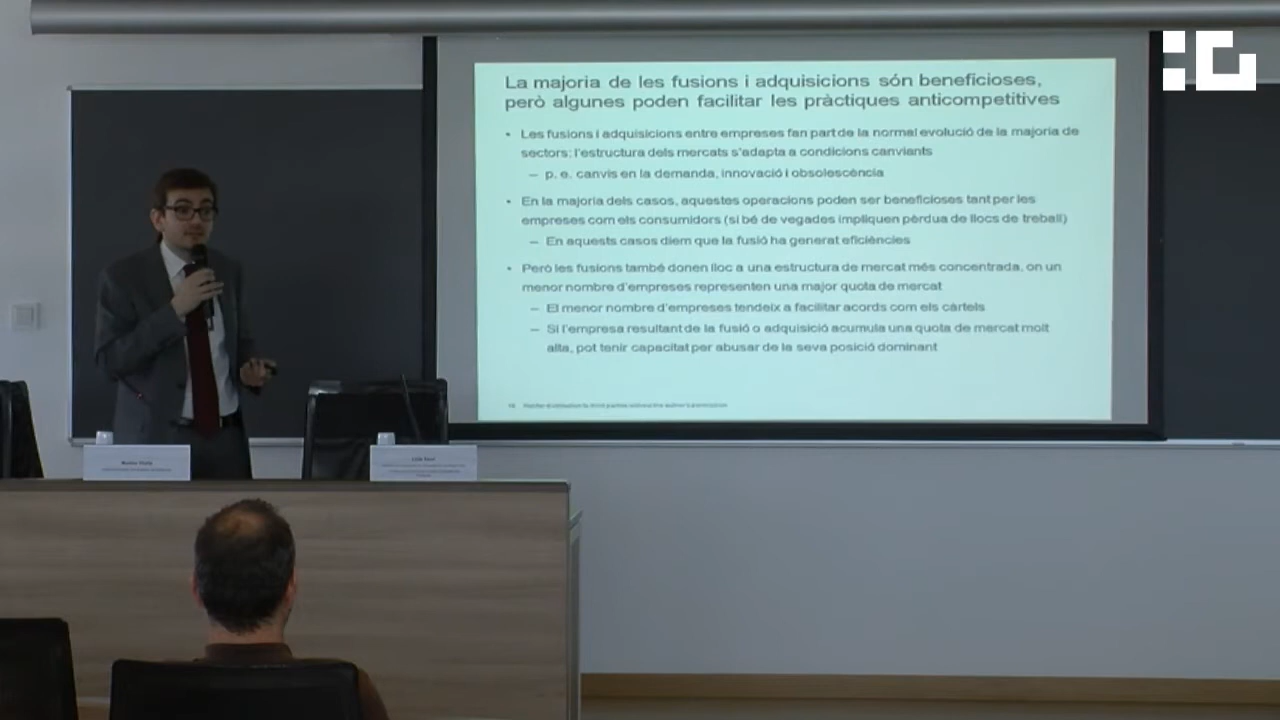 La majoria de les fusions i adquisicions són beneficioses,
però algunes poden facilitar les pràctiques anticompetitives
• Les fusions i adquisicions entre empreses fan part de la normal evolució de la majoria de
sectors: l'estructura dels mercats s'adapta a condicions canviants
– p. e. canvis en la demanda, innovació i obsolescència
• En la majoria dels casos, aquestes operacions poden ser beneficioses tant per les
empreses com els consumidors (si bé de vegades impliquen pèrdua de llocs de treball)
– En aquests casos diem que la fusió ha generat eficiències
• Però les fusions també donen lloc a una estructura de mercat més concentrada, on un
menor nombre d'empreses representen una major quota de mercat
– El menor nombre d'empreses tendeix a facilitar acords com els càrtels
– Si l'empresa resultant de la fusió o adquisició acumula una quota de mercat molt
alta, pot tenir capacitat per abusar de la seva posició dominant